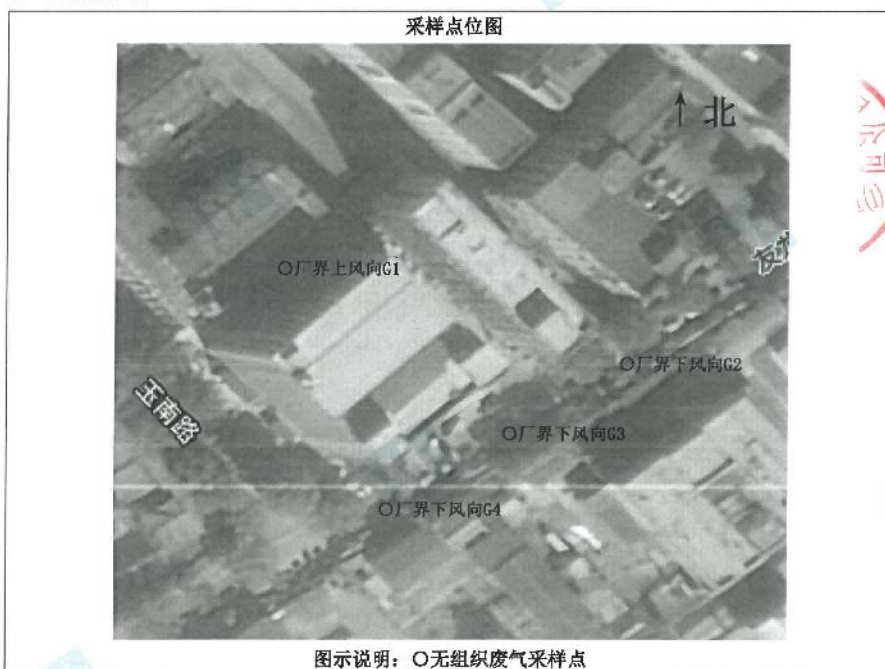 采样点位图
北
○厂界上风向G1
友
○厂界下风向G2
玉南路
○厂界下风向G3
○厂界下风向G4
图示说明：○无组织废气采样点